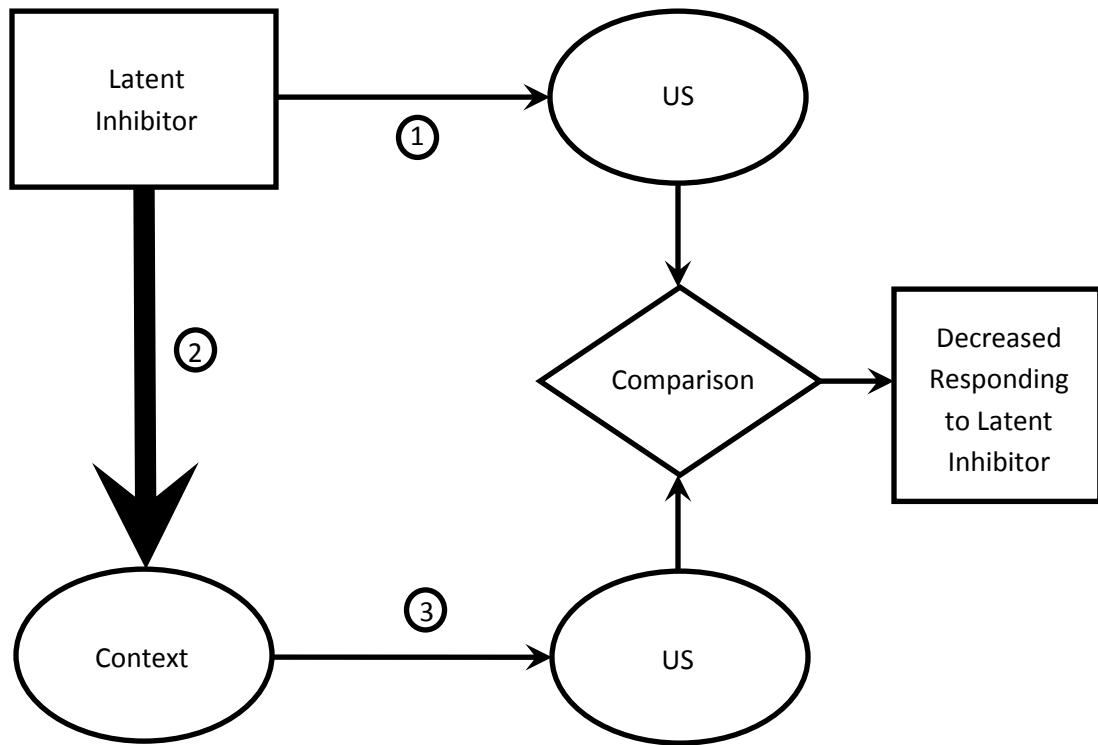 Latent
Inhibitor
1
US
2
Comparison
Decreased
Responding
to Latent
Inhibitor
Context
3
US